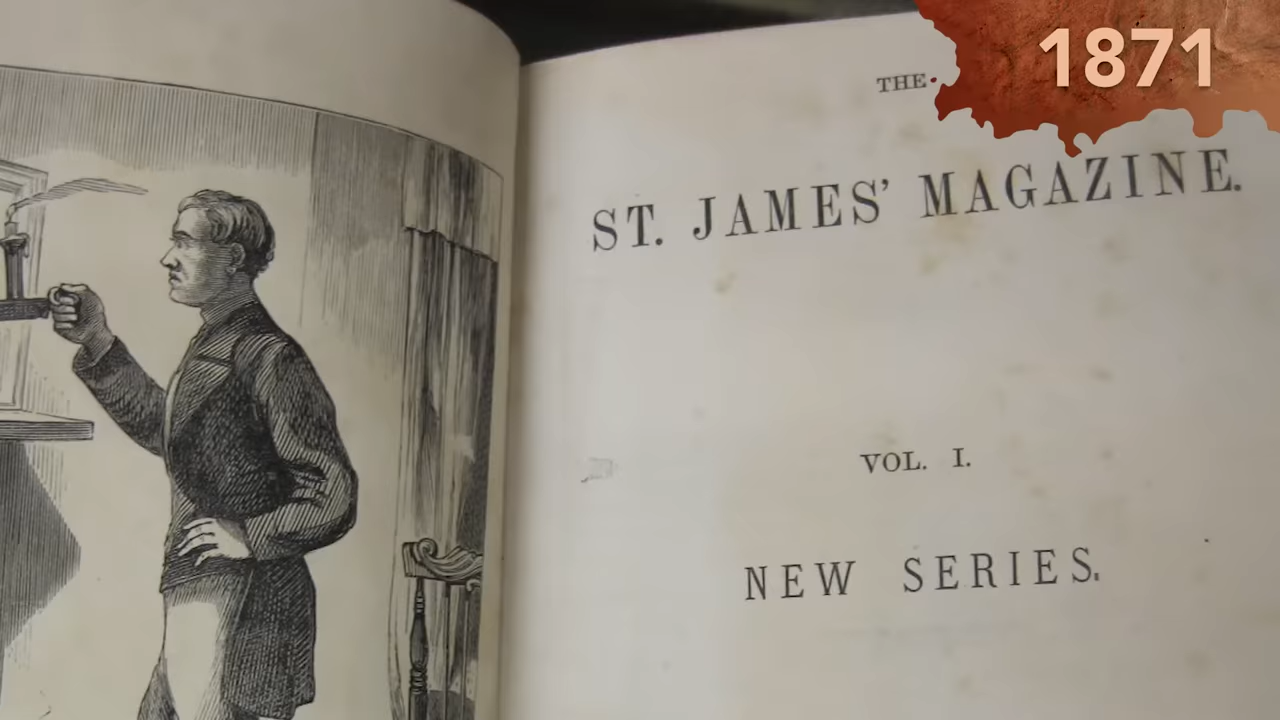 1871
THE
ST. JAMES' MAGAZINE.
VOL. I.
NEW SERIES.